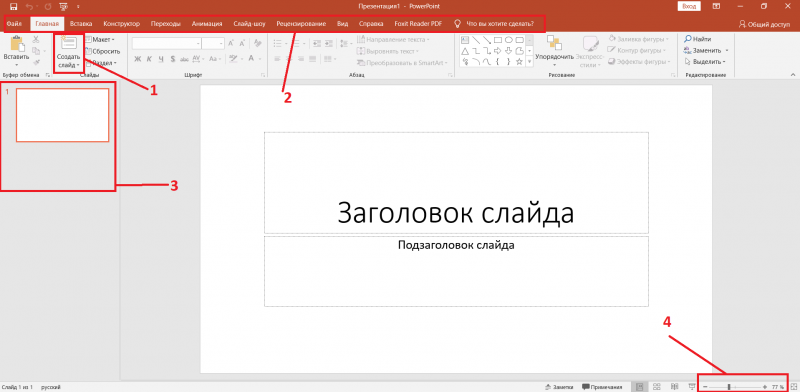 Презентация1 - PowerPoint
Вход
Файл Главная Вставка Конструктор Переходы Анимация Слайд-шоу Рецензирование Вид Справка Foxit Reader PDF Что вы хотите сделать? Общий доступ
Вставить
Создать слайд
Макет
Сбросить
Раздел
Ж К Ч S
Aa
А
Направление текста
Выровнять текст
Преобразовать в SmartArt
Упорядочить
Экспресс-стили
Заливка фигуры
Контур фигуры
Эффекты фигуры
Найти
Заменить
Выделить
Буфер обмена Слайды Шрифт Абзац Рисование Редактирование
1
2
1
3
Заголовок слайда
Подзаголовок слайда
4
Слайд 1 из 1 русский Заметки Примечания 77 %